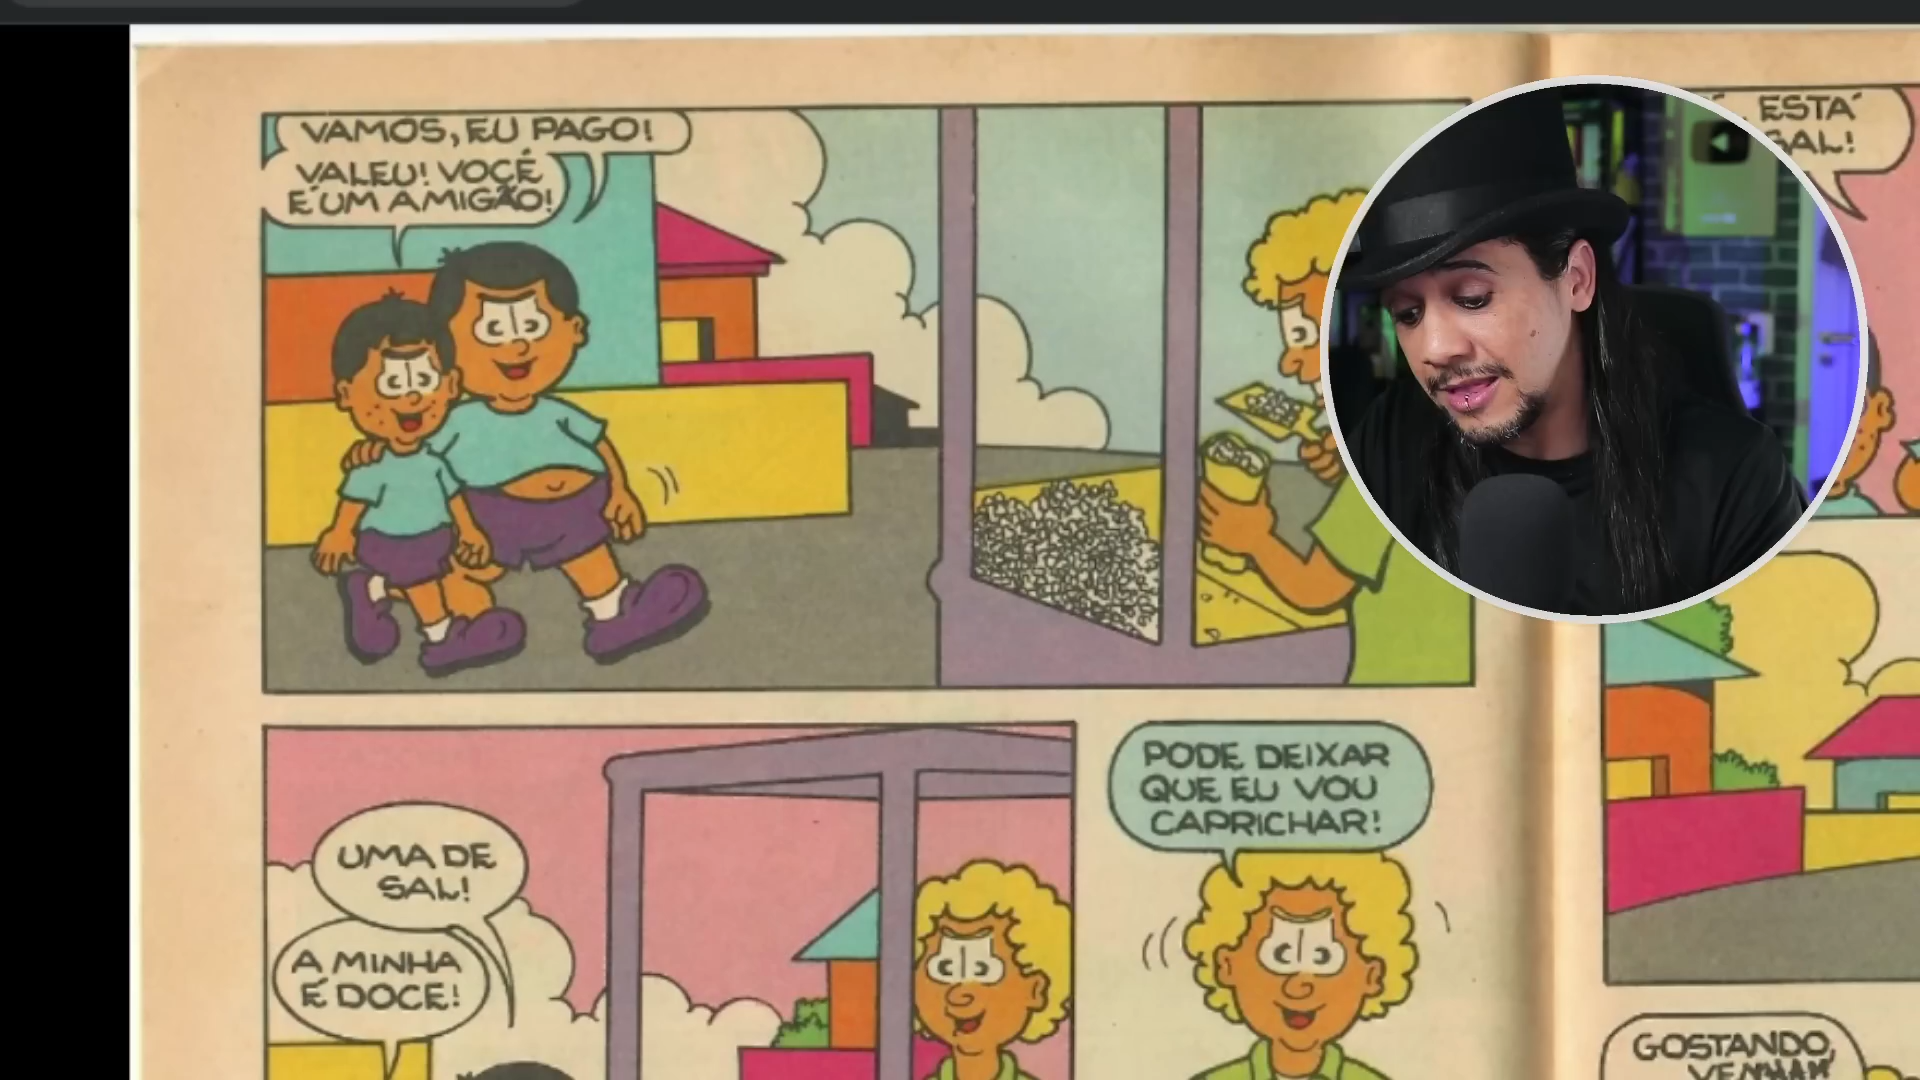 VAMOS, EU PAGO!
VALEU! VOCÊ
É UM AMIGÃO!
ESTÁ
SAL!
UMA DE
SAL!
A MINHA
É DOCE!
PODE DEIXAR
QUE EU VOU
CAPRICHAR!
GOSTANDO,
VENHAM